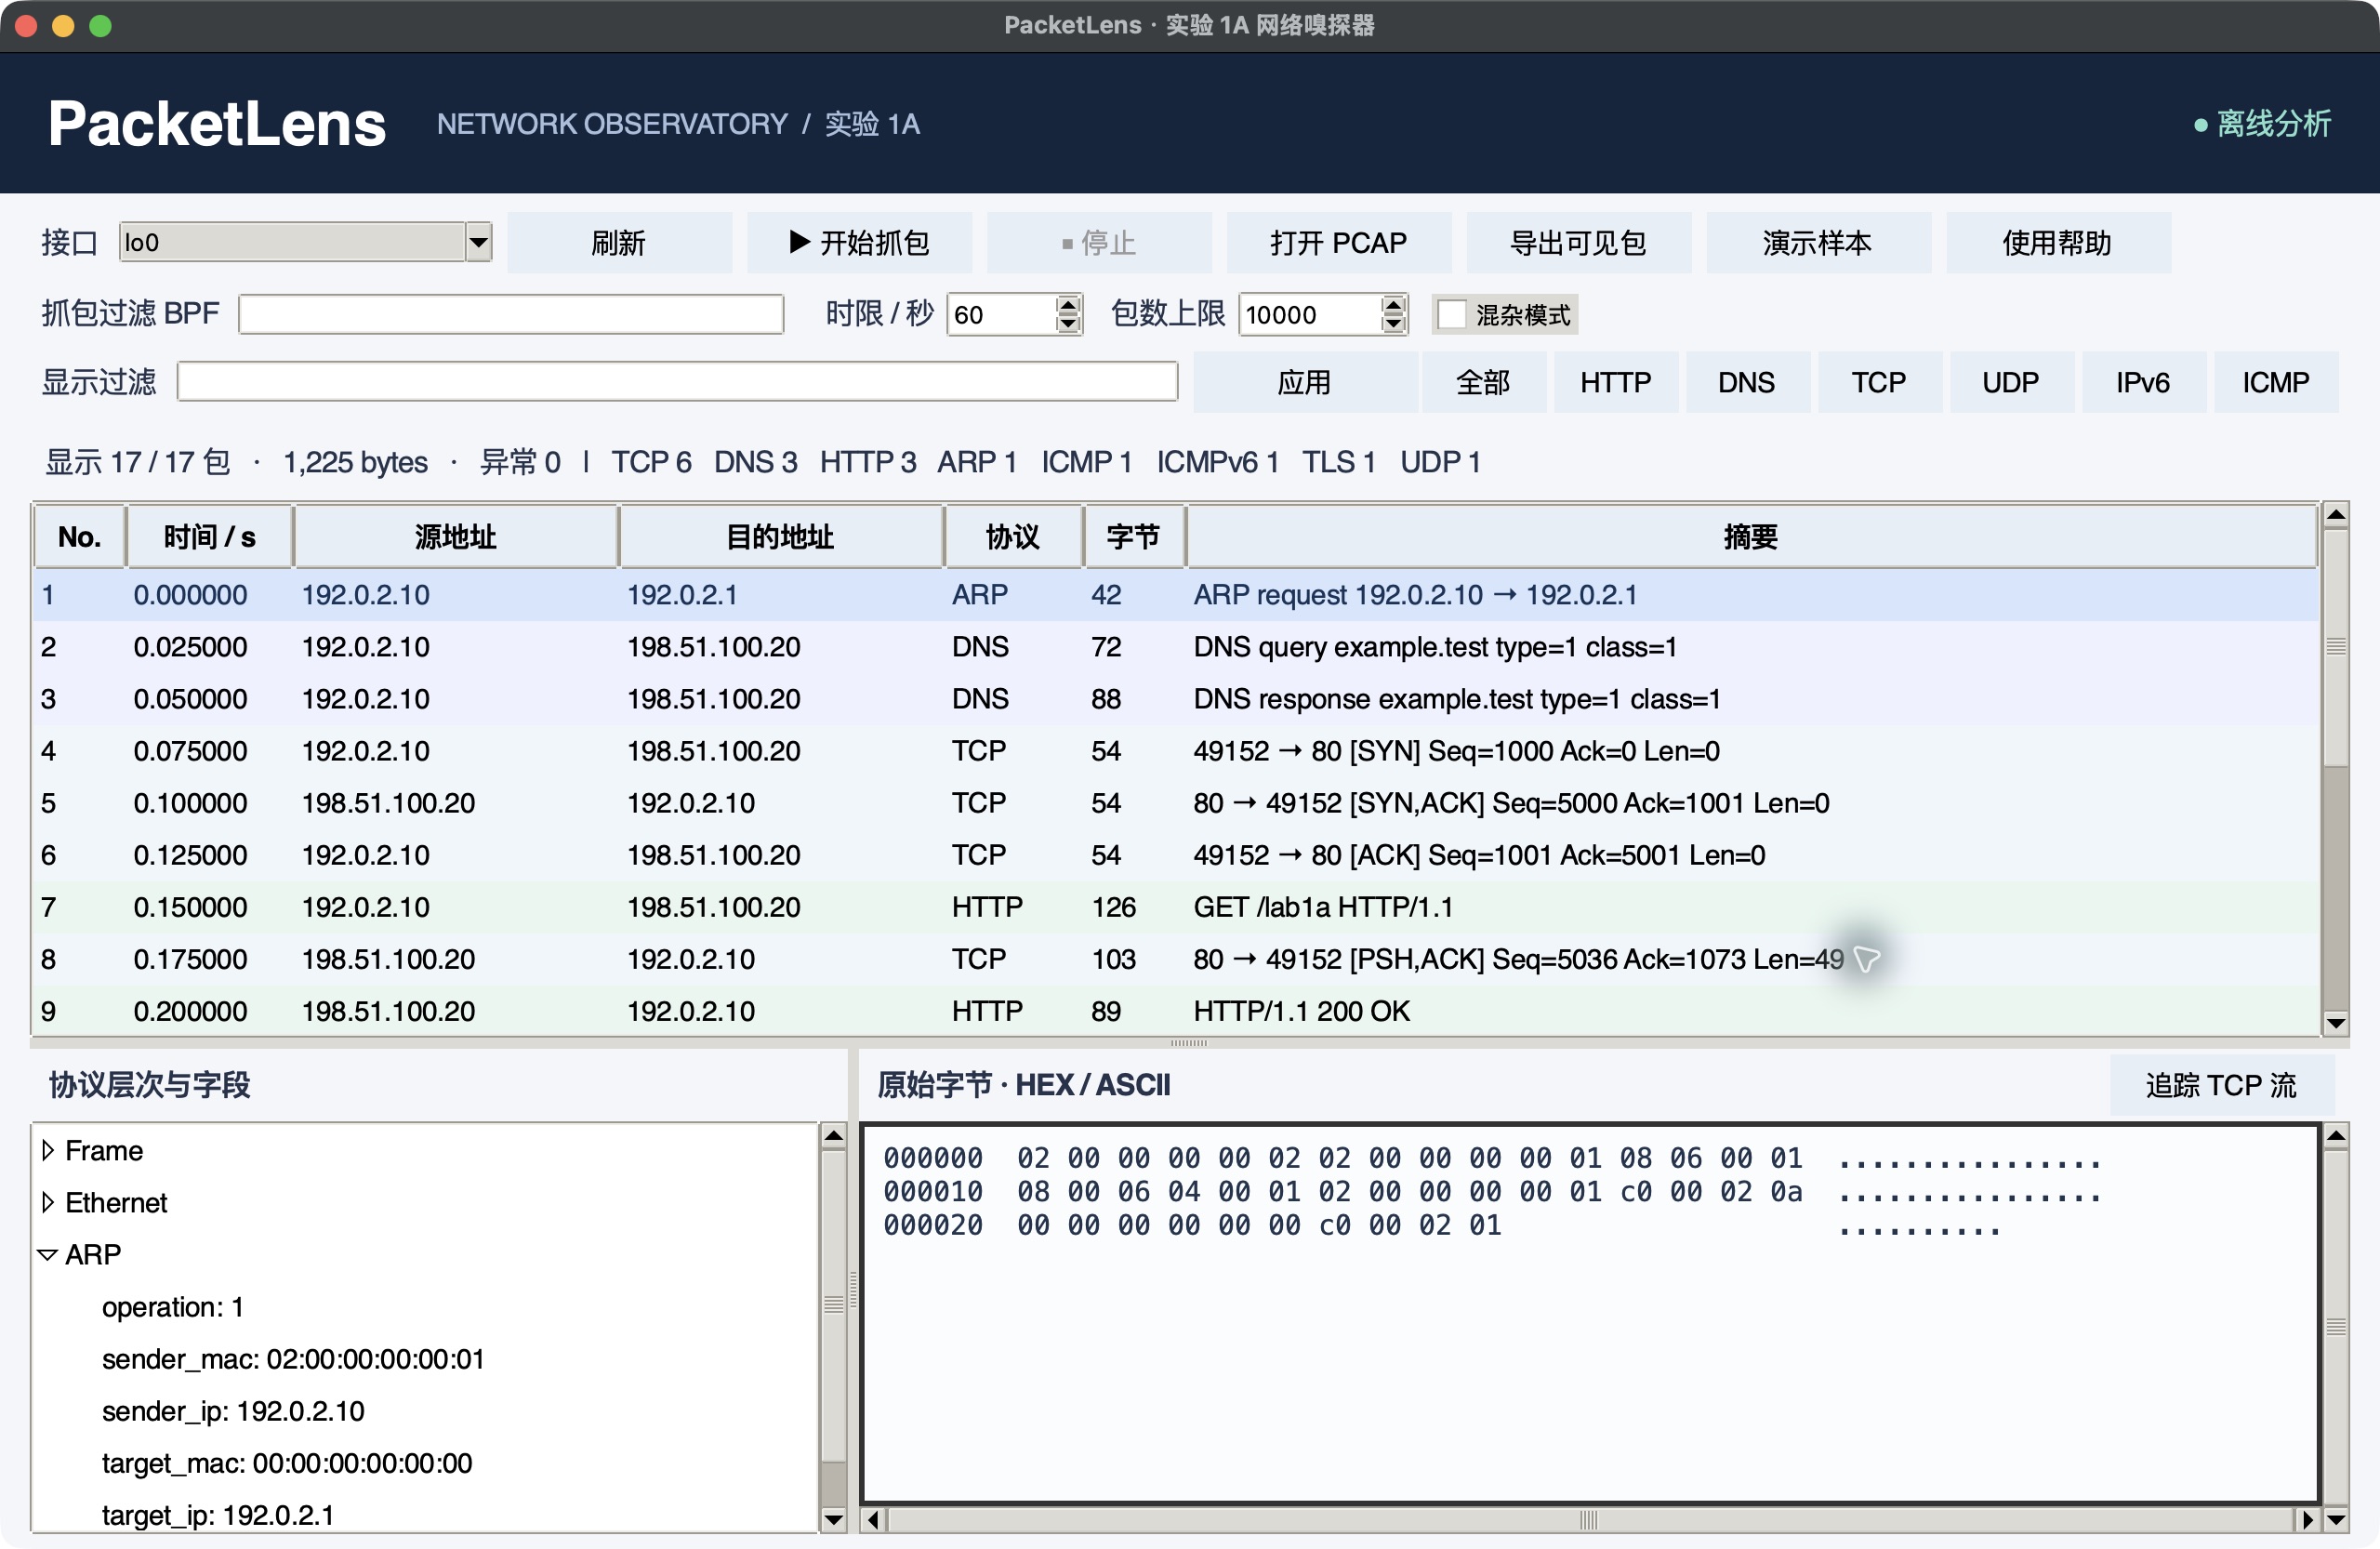 PacketLens · 实验 1A 网络嗅探器
PacketLens NETWORK OBSERVATORY / 实验 1A ● 离线分析
接口 lo0 刷新 ▶ 开始抓包 ■ 停止 打开 PCAP 导出可见包 演示样本 使用帮助
抓包过滤 BPF 时限 / 秒 60 包数上限 10000 混杂模式
显示过滤 应用 全部 HTTP DNS TCP UDP IPv6 ICMP
显示 17 / 17 包 · 1,225 bytes · 异常 0 | TCP 6 DNS 3 HTTP 3 ARP 1 ICMP 1 ICMPv6 1 TLS 1 UDP 1
No. 时间 / s 源地址 目的地址 协议 字节 摘要
1 0.000000 192.0.2.10 192.0.2.1 ARP 42 ARP request 192.0.2.10 → 192.0.2.1
2 0.025000 192.0.2.10 198.51.100.20 DNS 72 DNS query example.test type=1 class=1
3 0.050000 192.0.2.10 198.51.100.20 DNS 88 DNS response example.test type=1 class=1
4 0.075000 192.0.2.10 198.51.100.20 TCP 54 49152 → 80 [SYN] Seq=1000 Ack=0 Len=0
5 0.100000 198.51.100.20 192.0.2.10 TCP 54 80 → 49152 [SYN,ACK] Seq=5000 Ack=1001 Len=0
6 0.125000 192.0.2.10 198.51.100.20 TCP 54 49152 → 80 [ACK] Seq=1001 Ack=5001 Len=0
7 0.150000 192.0.2.10 198.51.100.20 HTTP 126 GET /lab1a HTTP/1.1
8 0.175000 198.51.100.20 192.0.2.10 TCP 103 80 → 49152 [PSH,ACK] Seq=5036 Ack=1073 Len=49
9 0.200000 198.51.100.20 192.0.2.10 HTTP 89 HTTP/1.1 200 OK
协议层次与字段
Frame
Ethernet
ARP
operation: 1
sender_mac: 02:00:00:00:00:01
sender_ip: 192.0.2.10
target_mac: 00:00:00:00:00:00
target_ip: 192.0.2.1
原始字节 · HEX / ASCII 追踪 TCP 流
000000 02 00 00 00 00 02 02 00 00 00 00 01 08 06 00 01 ................
000010 08 00 06 04 00 01 02 00 00 00 00 01 c0 00 02 0a ................
000020 00 00 00 00 00 00 c0 00 02 01 ..........